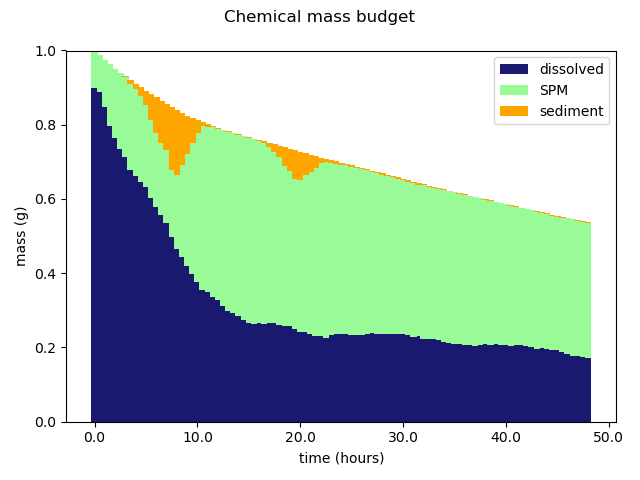 Chemical mass budget
dissolved
SPM
sediment
1.0
0.8
0.6
0.4
0.2
0.0
mass (g)
0.0 10.0 20.0 30.0 40.0 50.0
time (hours)